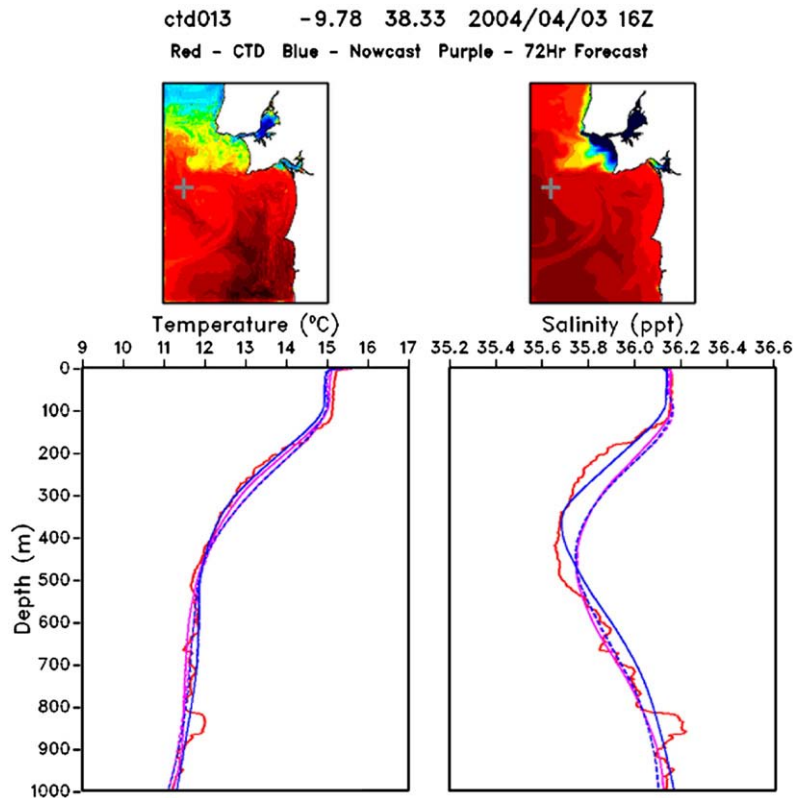 ctd013 -9.78 38.33 2004/04/03 16Z
Red - CTD Blue - Nowcast Purple - 72Hr Forecast
Temperature (°C)
Salinity (ppt)
9 10 11 12 13 14 15 16 17
35.2 35.4 35.6 35.8 36.0 36.2 36.4 36.6
0
100
200
300
400
500
600
700
800
900
1000
Depth (m)